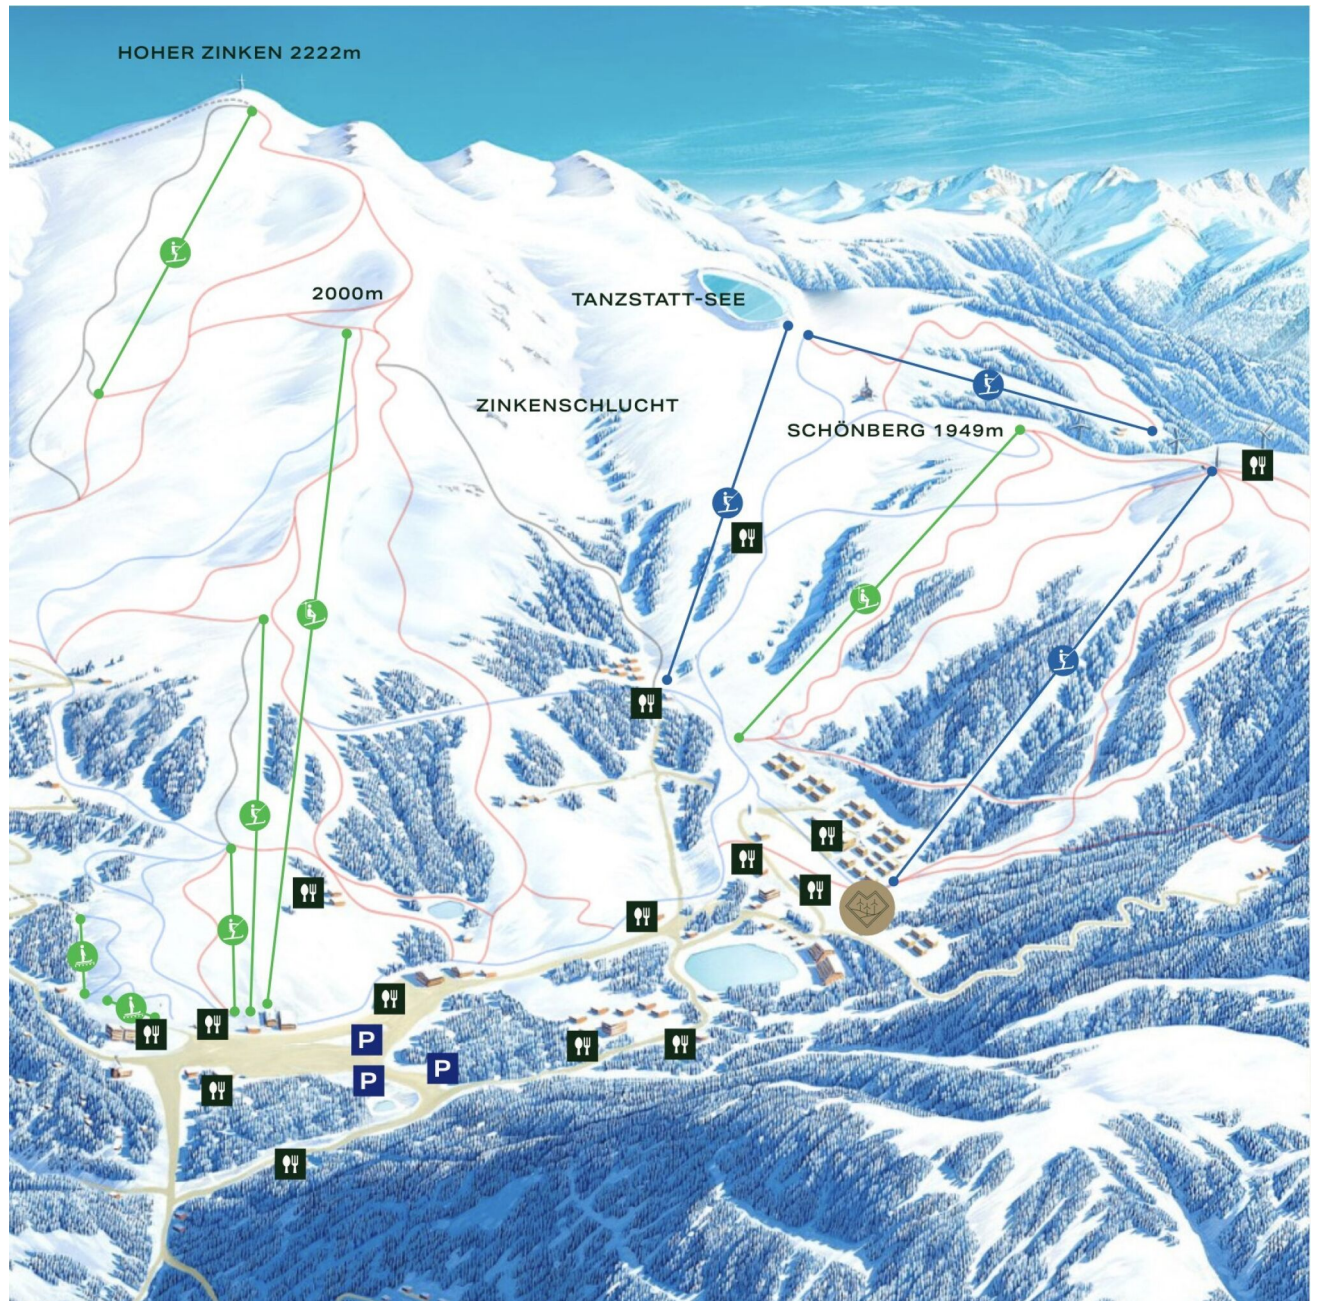 HOHER ZINKEN 2222m
2000m
TANZSTATT-SEE
ZINKENSCHLUCHT
SCHÖNBERG 1949m
P
P
P